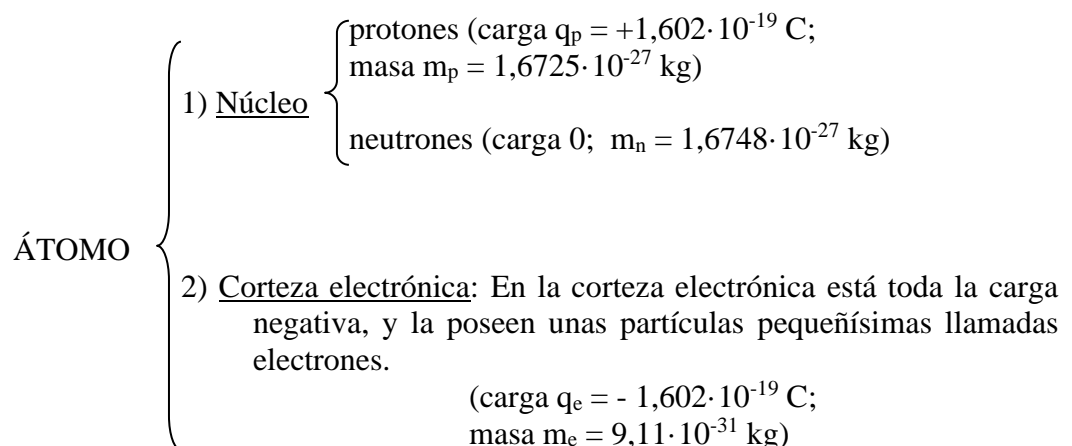 protones (carga qₚ = +1,602·10⁻¹⁹ C;
masa mₚ = 1,6725·10⁻²⁷ kg)
1) Núcleo
neutrones (carga 0;  mₙ = 1,6748·10⁻²⁷ kg)
ÁTOMO
2) Corteza electrónica: En la corteza electrónica está toda la carga
negativa, y la poseen unas partículas pequeñísimas llamadas
electrones.
(carga qₑ = - 1,602·10⁻¹⁹ C;
masa mₑ = 9,11·10⁻³¹ kg)